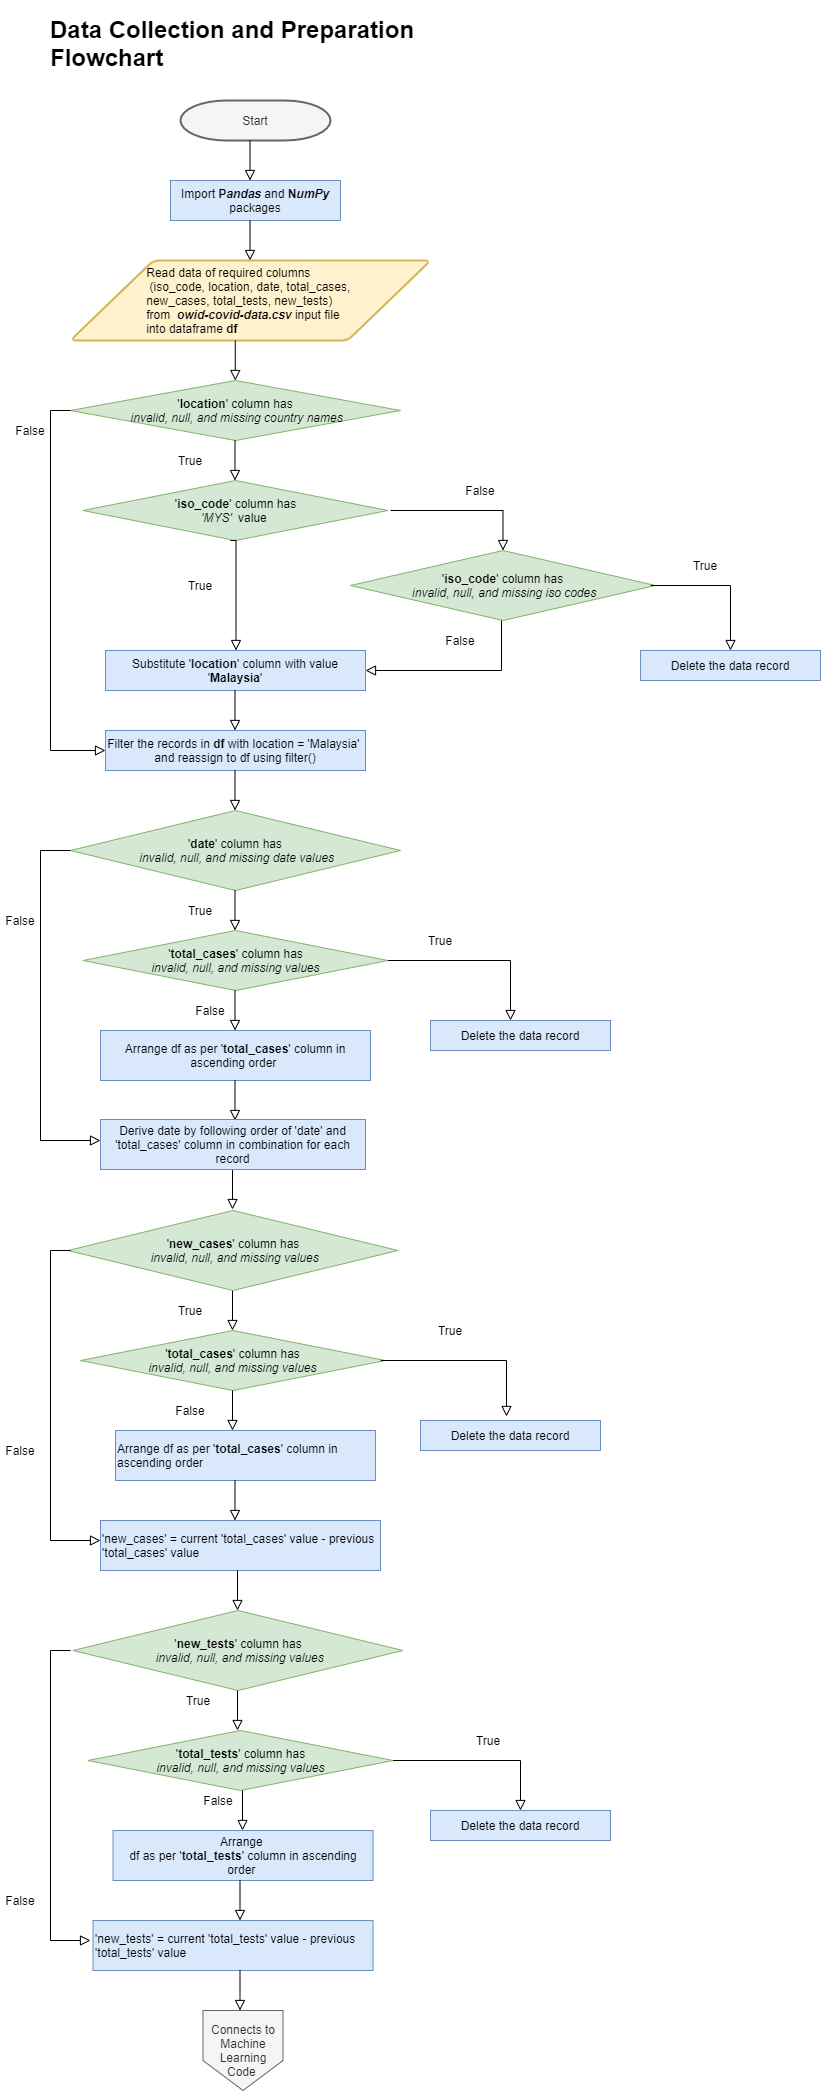 Data Collection and Preparation
Flowchart
Start
Import Pandas and NumPy
packages
Read data of required columns
(iso_code, location, date, total_cases,
new_cases, total_tests, new_tests)
from owid-covid-data.csv input file
into dataframe df
'location' column has
invalid, null, and missing country names
False
True
'iso_code' column has
'MYS' value
False
True
'iso_code' column has
invalid, null, and missing iso codes
True
False
Substitute 'location' column with value
'Malaysia'
Delete the data record
Filter the records in df with location = 'Malaysia'
and reassign to df using filter()
'date' column has
invalid, null, and missing date values
False
True
'total_cases' column has
invalid, null, and missing values
True
False
Arrange df as per 'total_cases' column in
ascending order
Delete the data record
Derive date by following order of 'date' and
'total_cases' column in combination for each
record
'new_cases' column has
invalid, null, and missing values
True
'total_cases' column has
invalid, null, and missing values
True
False
Arrange df as per 'total_cases' column in
ascending order
Delete the data record
False
'new_cases' = current 'total_cases' value - previous
'total_cases' value
'new_tests' column has
invalid, null, and missing values
True
'total_tests' column has
invalid, null, and missing values
True
False
Arrange
df as per 'total_tests' column in ascending
order
Delete the data record
False
'new_tests' = current 'total_tests' value - previous
'total_tests' value
Connects to
Machine
Learning
Code